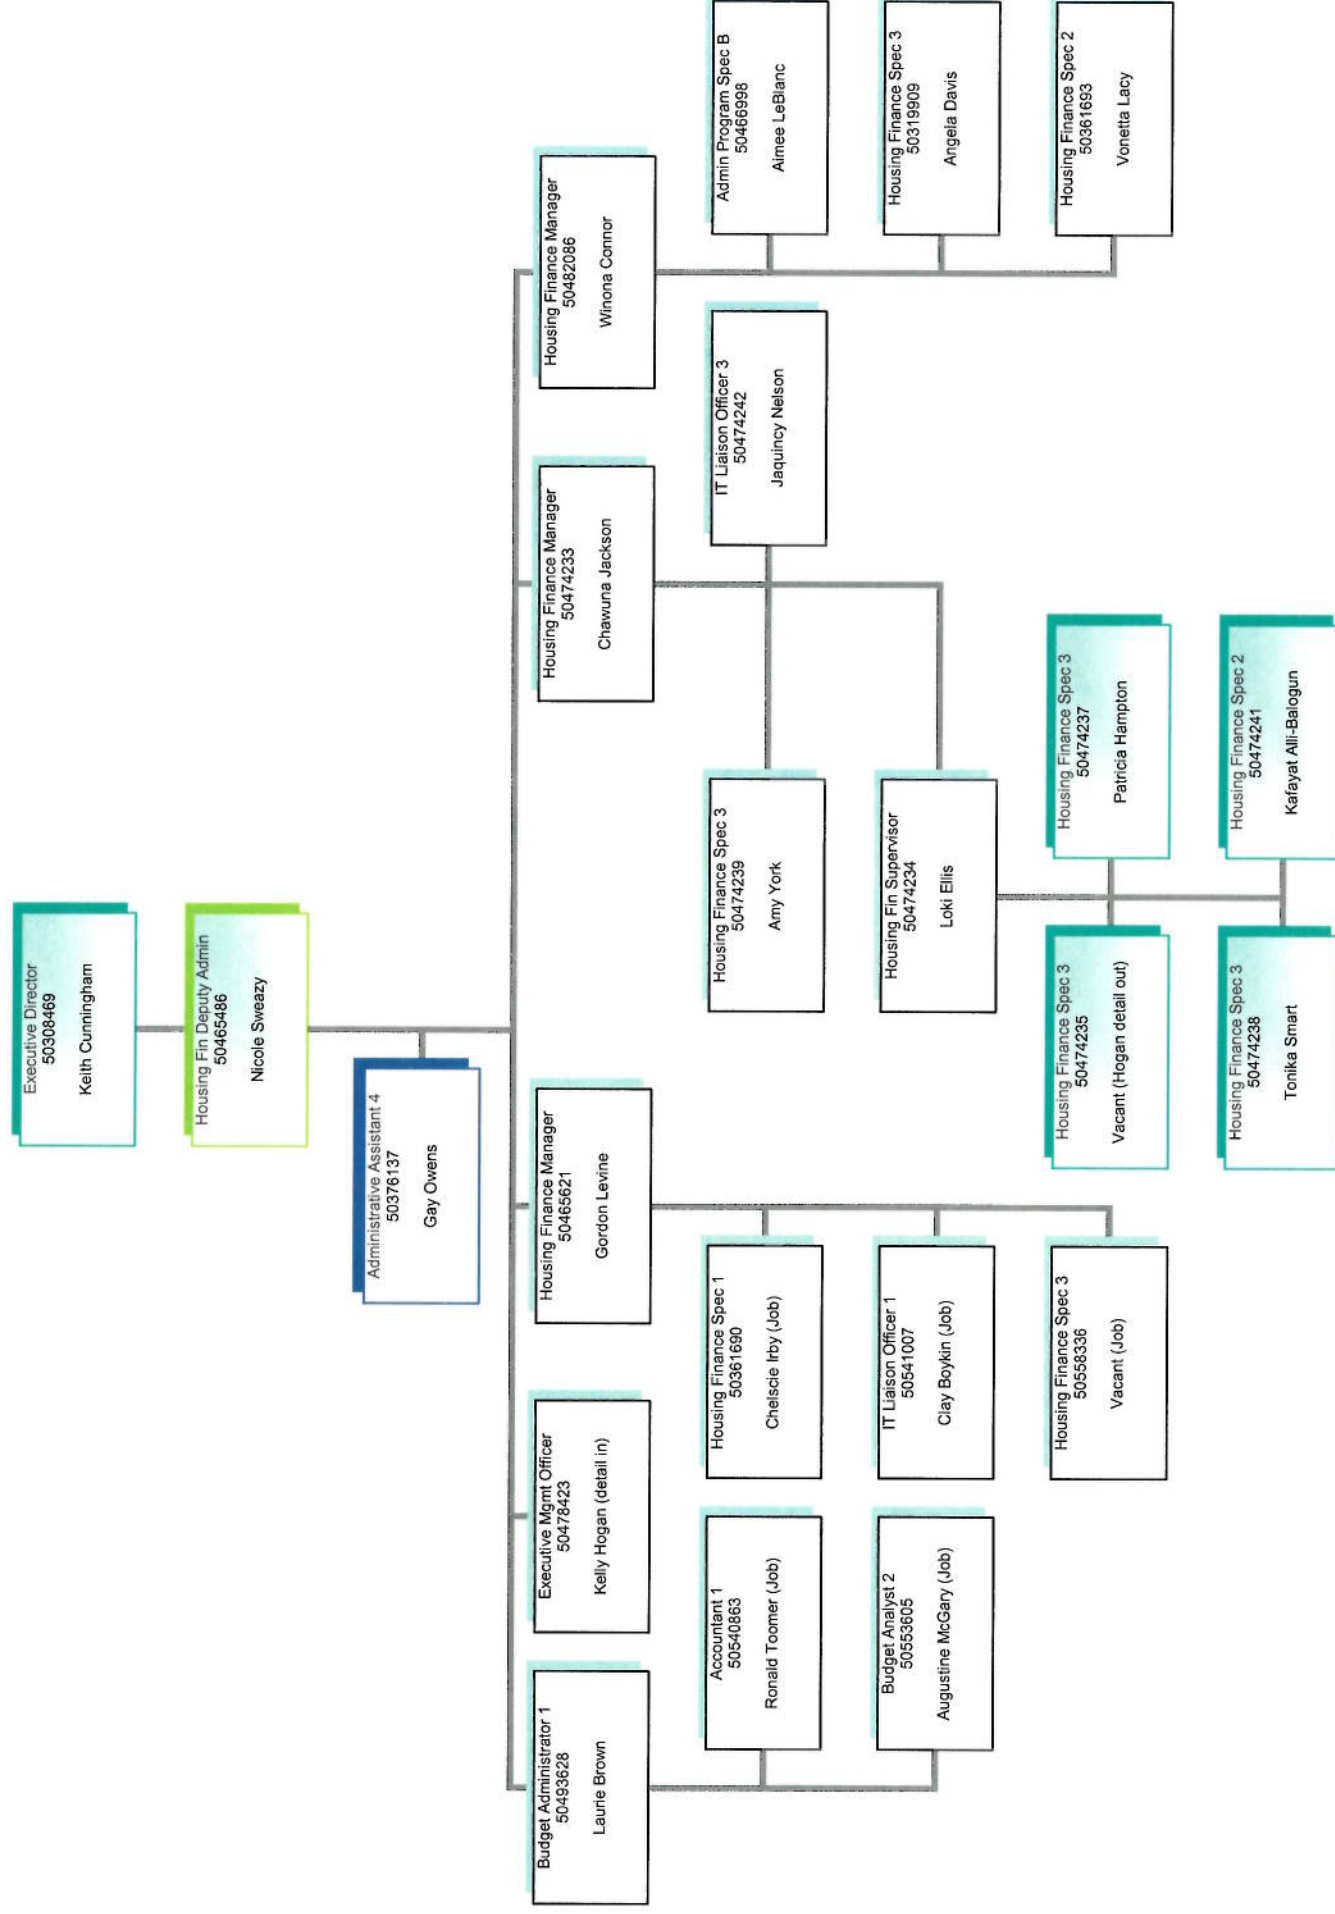 Executive Director
50308469
Keith Cunningham
Housing Fin Deputy Admin
50465486
Nicole Sweazy
Administrative Assistant 4
50376137
Gay Owens
Budget Administrator 1
50493628
Laurie Brown
Executive Mgmt Officer
50478423
Kelly Hogan (detail in)
Housing Finance Manager
50465621
Gordon Levine
Housing Finance Manager
50474233
Chawuna Jackson
Housing Finance Manager
50482086
Winona Connor
Accountant 1
50540863
Ronald Toomer (Job)
Budget Analyst 2
50553605
Augustine McGary (Job)
Housing Finance Spec 1
50361690
Chelscie Irby (Job)
IT Liaison Officer 1
50541007
Clay Boykin (Job)
Housing Finance Spec 3
50558336
Vacant (Job)
Housing Finance Spec 3
50474239
Amy York
IT Liaison Officer 3
50474242
Jaquincy Nelson
Housing Fin Supervisor
50474234
Loki Ellis
Housing Finance Spec 3
50474235
Vacant (Hogan detail out)
Housing Finance Spec 3
50474237
Patricia Hampton
Housing Finance Spec 3
50474238
Tonika Smart
Housing Finance Spec 2
50474241
Kafayat Alli-Balogun
Admin Program Spec B
50466998
Aimee LeBlanc
Housing Finance Spec 3
50319909
Angela Davis
Housing Finance Spec 2
50361693
Vonetta Lacy